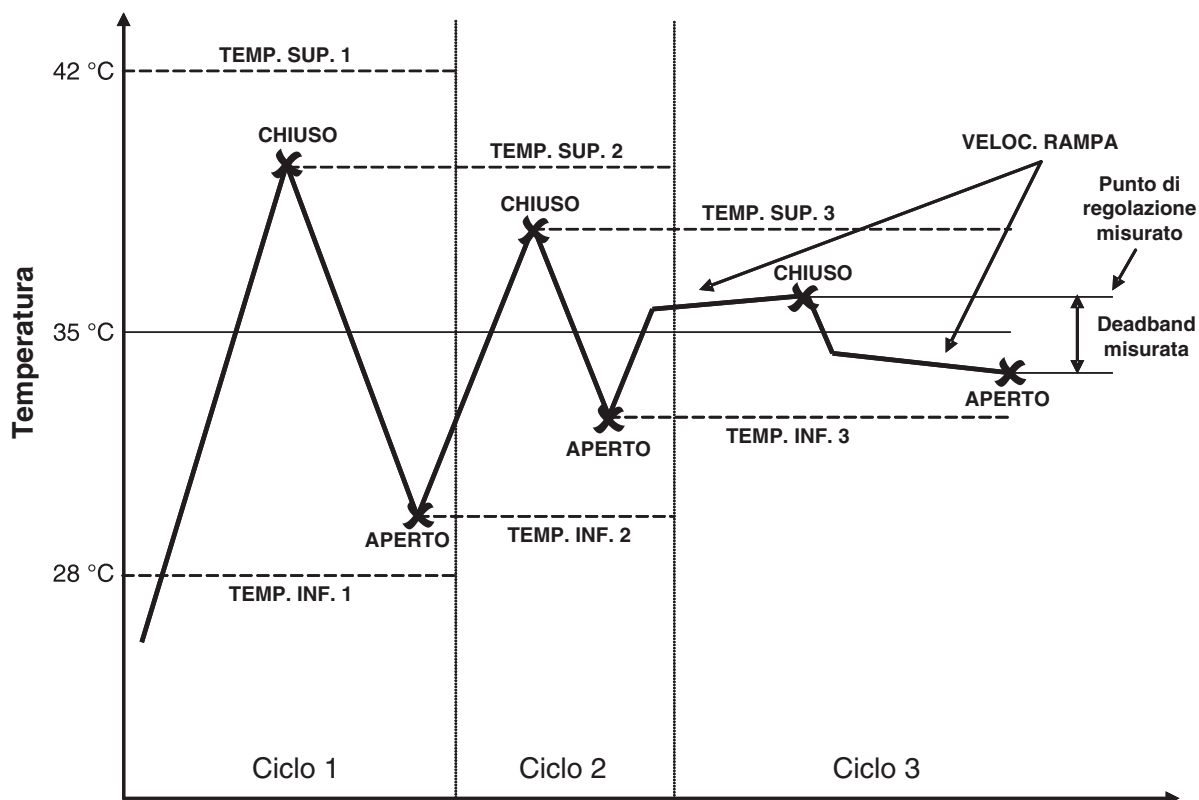 TEMP. SUP. 1
42 °C
CHIUSO
VELOC. RAMPA
TEMP. SUP. 2
Punto di
regolazione
misurato
CHIUSO
TEMP. SUP. 3
CHIUSO
Temperatura
35 °C
Deadband
misurata
APERTO
TEMP. INF. 3
APERTO
TEMP. INF. 2
APERTO
28 °C
TEMP. INF. 1
Ciclo 1
Ciclo 2
Ciclo 3